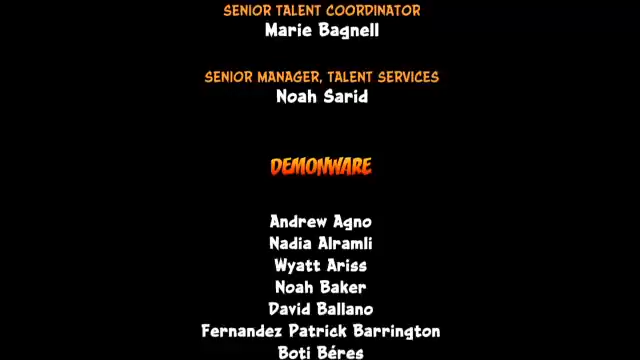 SENIOR TALENT COORDINATOR
Marie Bagnell
SENIOR MANAGER, TALENT SERVICES
Noah Sarid
DEMONWARE
Andrew Agno
Nadia Alramli
Wyatt Ariss
Noah Baker
David Ballano
Fernandez Patrick Barrington
Boti Béres